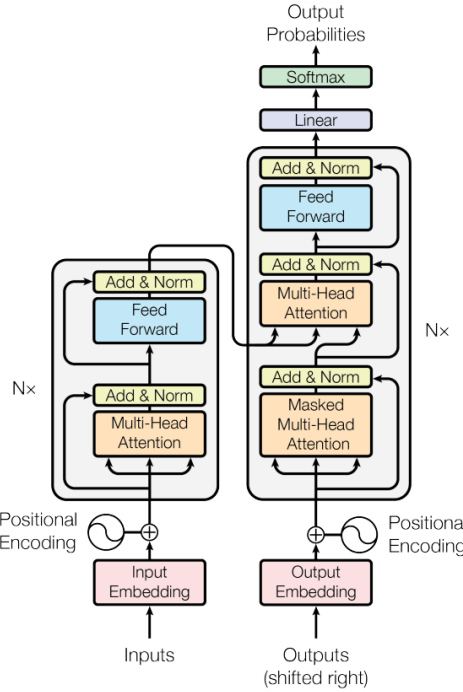 Output
Probabilities
Softmax
Linear
Add & Norm
Feed
Forward
Add & Norm
Multi-Head
Attention
Add & Norm
Masked
Multi-Head
Attention
N×
Add & Norm
Feed
Forward
Add & Norm
Multi-Head
Attention
N×
Positional
Encoding
Positional
Encoding
Input
Embedding
Output
Embedding
Inputs
Outputs
(shifted right)